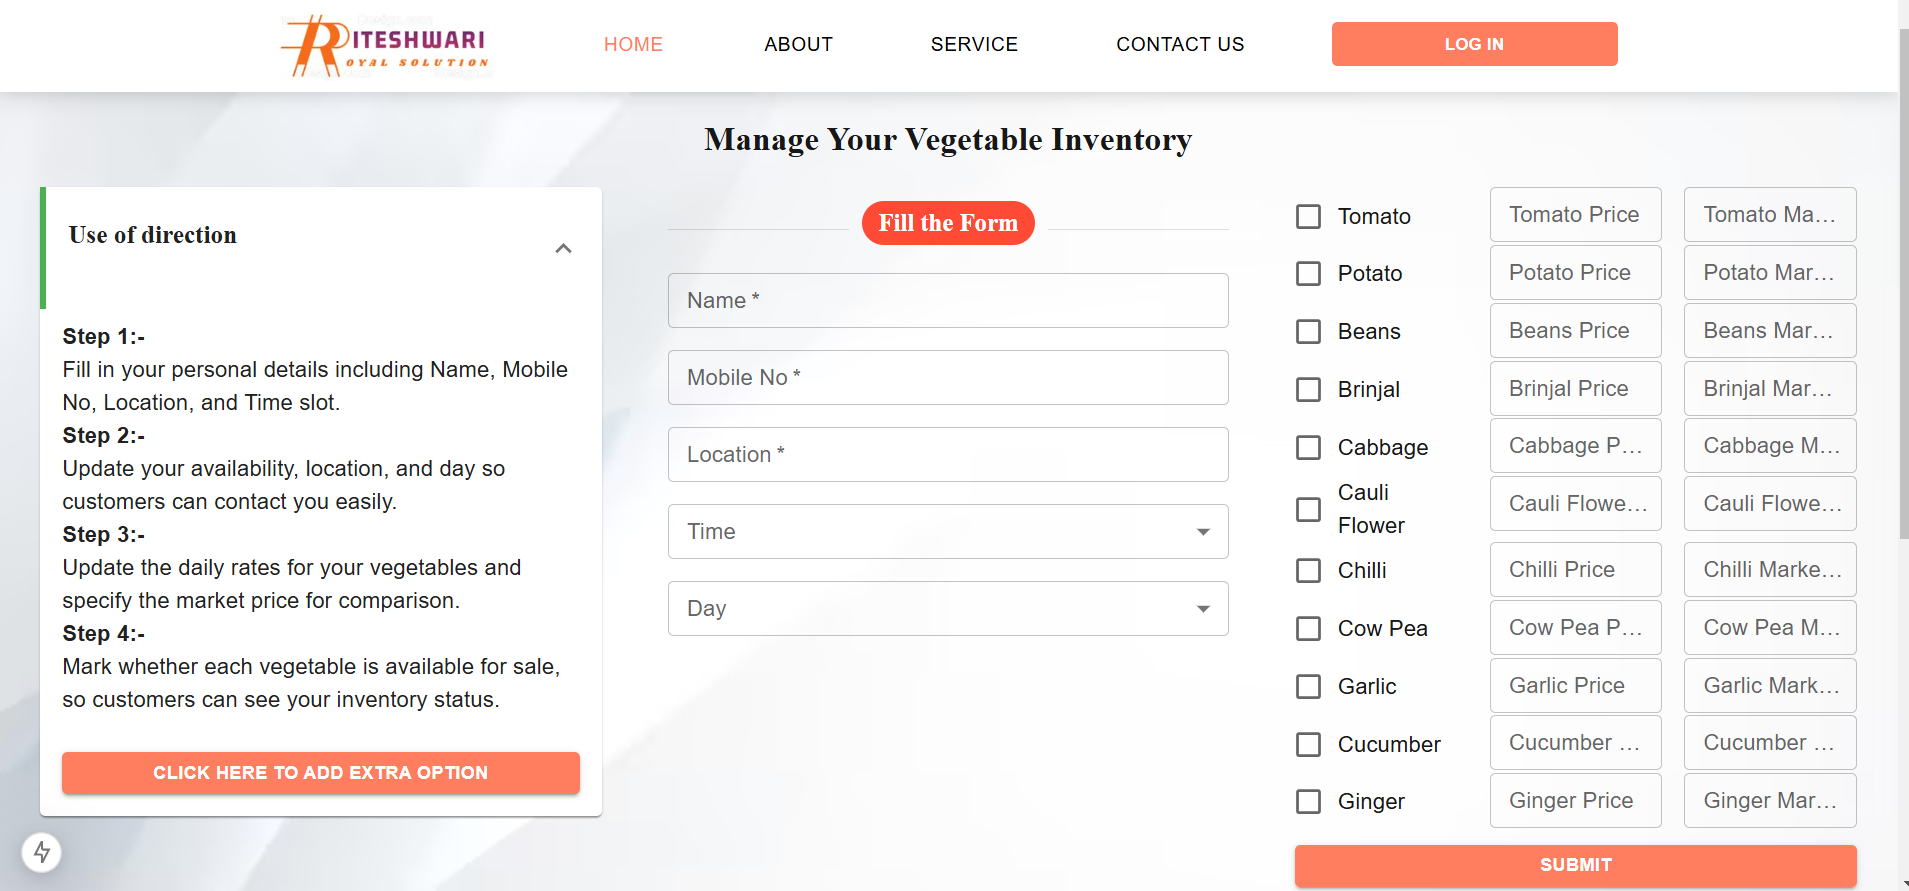 RITESHWARI
ROYAL SOLUTION
HOME
ABOUT
SERVICE
CONTACT US
LOG IN
Manage Your Vegetable Inventory
Use of direction
Step 1:-
Fill in your personal details including Name, Mobile
No, Location, and Time slot.
Step 2:-
Update your availability, location, and day so
customers can contact you easily.
Step 3:-
Update the daily rates for your vegetables and
specify the market price for comparison.
Step 4:-
Mark whether each vegetable is available for sale,
so customers can see your inventory status.
CLICK HERE TO ADD EXTRA OPTION
Fill the Form
Name *
Mobile No *
Location *
Time
Day
Tomato Tomato Price Tomato Ma...
Potato Potato Price Potato Mar...
Beans Beans Price Beans Mar...
Brinjal Brinjal Price Brinjal Mar...
Cabbage Cabbage P... Cabbage M...
Cauli
Flower Cauli Flowe... Cauli Flowe...
Chilli Chilli Price Chilli Marke...
Cow Pea Cow Pea P... Cow Pea M...
Garlic Garlic Price Garlic Mark...
Cucumber Cucumber ... Cucumber ...
Ginger Ginger Price Ginger Mar...
SUBMIT